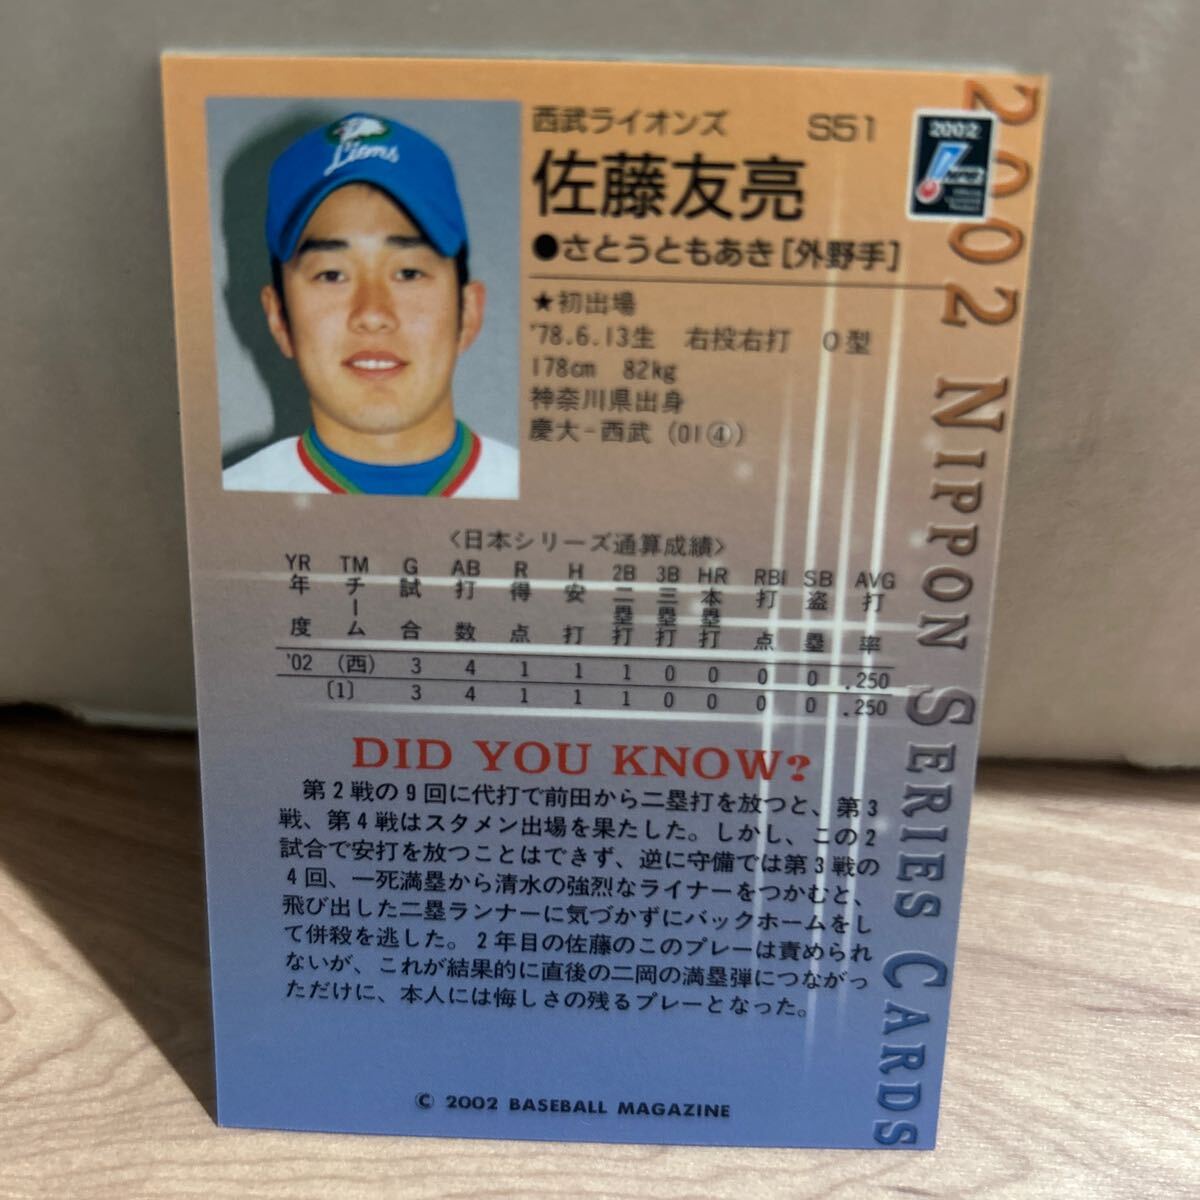 Lions
西武ライオンズ S51
佐藤友亮
●さとうともあき[外野手]
2002
★初出場
'78.6.13生 右投右打 O型
178cm 82kg
神奈川県出身
慶大-西武(01④)
〈日本シリーズ通算成績〉
YR TM G AB R H 2B 3B HR RBI SB AVG
年度 チーム 試合 打数 得点 安打 二塁打 三塁打 本塁打 打点 盗塁 打率
'02 (西) 3 4 1 1 1 0 0 0 0 .250
〔1〕 3 4 1 1 1 0 0 0 0 .250
DID YOU KNOW?
第2戦の9回に代打で前田から二塁打を放つと、第3
戦、第4戦はスタメン出場を果たした。しかし、この2
試合で安打を放つことはできず、逆に守備では第3戦の
4回、一死満塁から清水の強烈なライナーをつかむと、
飛び出した二塁ランナーに気づかずにバックホームをし
て併殺を逃した。2年目の佐藤のこのプレーは責められ
ないが、これが結果的に直後の二岡の満塁弾につながっ
ただけに、本人には悔しさの残るプレーとなった。
© 2002 BASEBALL MAGAZINE
2002 NIPPON SERIES CARDS